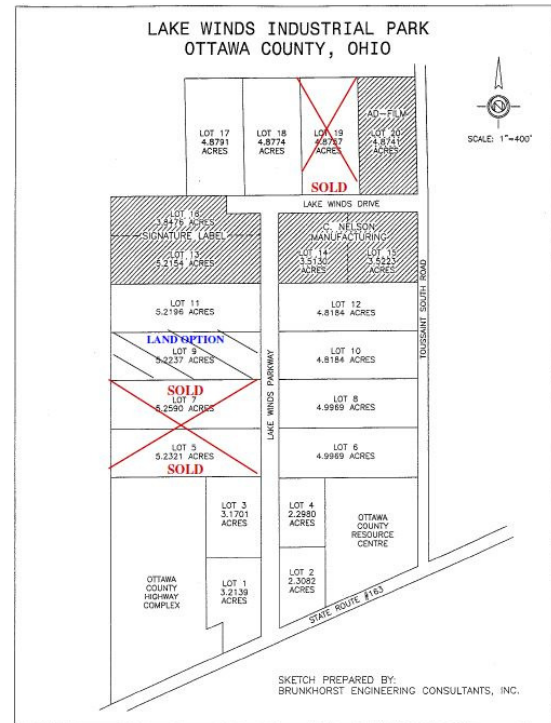 LAKE WINDS INDUSTRIAL PARK
OTTAWA COUNTY, OHIO
N
SCALE: 1"=400'
LOT 17
4.8791
ACRES
LOT 18
4.8774
ACRES
LOT 19
4.8757
ACRES
SOLD
AD-FILM
LOT 20
4.8741
ACRES
LAKE WINDS DRIVE
LOT 16
3.8476 ACRES
SIGNATURE LABEL
LOT 13
5.2154 ACRES
C. NELSON
MANUFACTURING
LOT 14
3.5130
ACRES
LOT 15
3.5223
ACRES
TOUSSAINT SOUTH ROAD
LOT 11
5.2196 ACRES
LOT 12
4.8184 ACRES
LAND OPTION
LOT 9
5.2237 ACRES
LOT 10
4.8184 ACRES
LAKE WINDS PARKWAY
SOLD
LOT 7
5.2590 ACRES
LOT 8
4.9969 ACRES
LOT 5
5.2321 ACRES
SOLD
LOT 6
4.9969 ACRES
LOT 3
3.1701
ACRES
LOT 4
2.2980
ACRES
OTTAWA
COUNTY
RESOURCE
CENTRE
OTTAWA
COUNTY
HIGHWAY
COMPLEX
LOT 1
3.2139
ACRES
LOT 2
2.3082
ACRES
STATE ROUTE #163
SKETCH PREPARED BY:
BRUNKHORST ENGINEERING CONSULTANTS, INC.